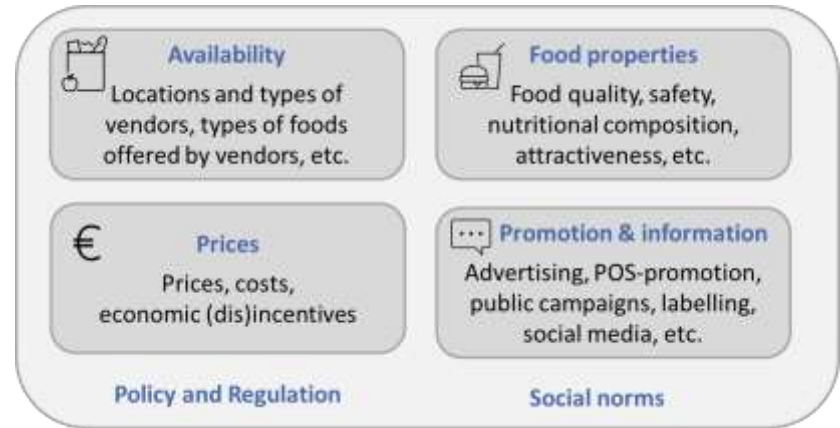 Availability
Locations and types of
vendors, types of foods
offered by vendors, etc.
Food properties
Food quality, safety,
nutritional composition,
attractiveness, etc.
€
Prices
Prices, costs,
economic (dis)incentives
Promotion & information
Advertising, POS-promotion,
public campaigns, labelling,
social media, etc.
Policy and Regulation
Social norms